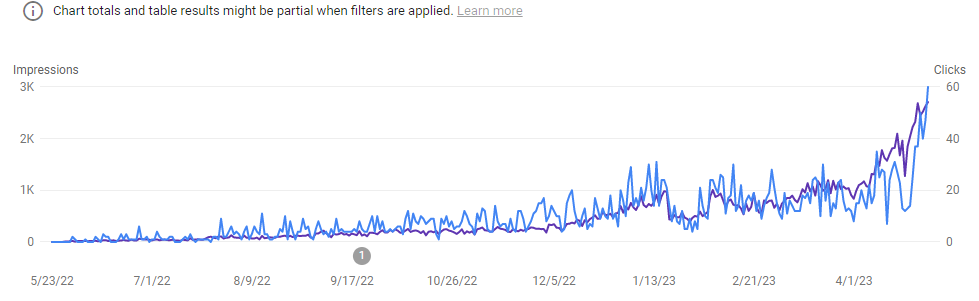 Chart totals and table results might be partial when filters are applied. Learn more
Impressions Clicks
3K 60
2K 40
1K 20
0 0
1
5/23/22 7/1/22 8/9/22 9/17/22 10/26/22 12/5/22 1/13/23 2/21/23 4/1/23